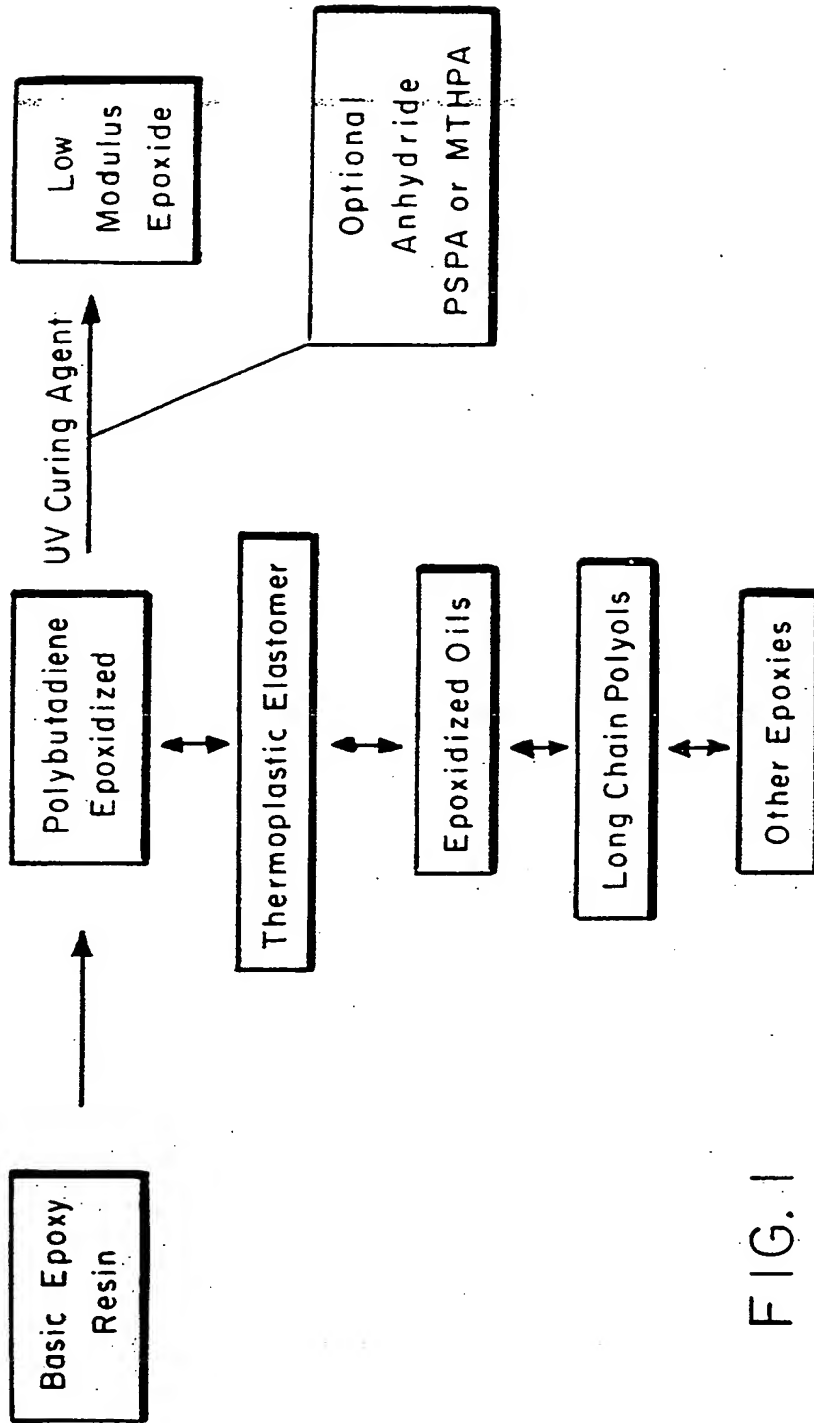 Basic Epoxy
Resin
Polybutadiene
Epoxidized
UV Curing Agent
Low
Modulus
Epoxide
Thermoplastic Elastomer
Optional
Anhydride
PSPA or MTHPA
Epoxidized Oils
Long Chain Polyols
Other Epoxies
FIG. 1